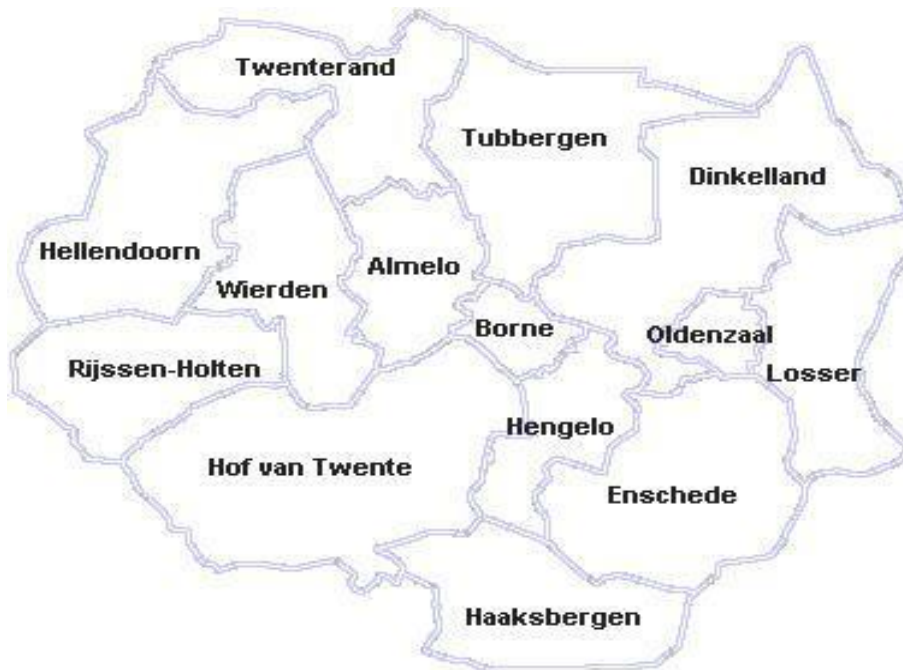 Twenterand
Tubbergen
Dinkelland
Hellendoorn
Almelo
Wierden
Borne
Oldenzaal
Rijssen-Holten
Losser
Hengelo
Hof van Twente
Enschede
Haaksbergen